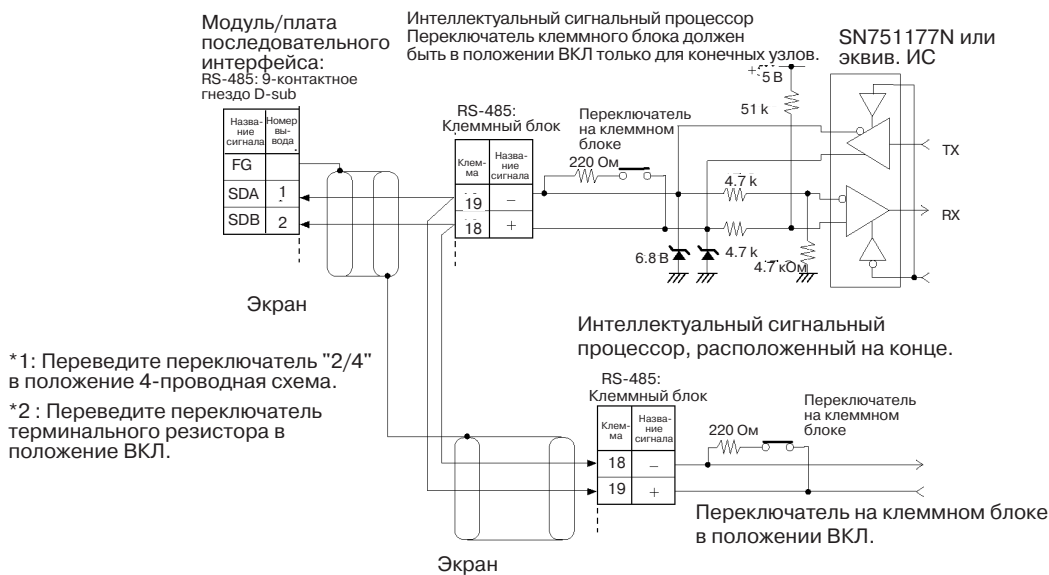 Модуль/плата
последовательного
интерфейса:
RS-485: 9-контактное
гнездо D-sub
Назва-
ние
сигнала
Номер
вы-
вода
FG
SDA 1
SDB 2
Экран
Интеллектуальный сигнальный процессор
Переключатель клеммного блока должен
быть в положении ВКЛ только для конечных узлов.
RS-485:
Клеммный блок
Клем-
ма
Назва-
ние
сигнала
19 −
18 +
Переключатель
на клеммном
блоке
220 Ом
SN751177N или
эквив. ИС
+
5 В
51 k
4.7 k
4.7 k
6.8 В
4.7 кОм
TX
RX
*1: Переведите переключатель "2/4"
в положение 4-проводная схема.
*2 : Переведите переключатель
терминального резистора в
положение ВКЛ.
Интеллектуальный сигнальный
процессор, расположенный на конце.
RS-485:
Клеммный блок
Клем-
ма
Назва-
ние
сигнала
18 −
19 +
220 Ом
Переключатель
на клеммном
блоке
Переключатель на клеммном блоке
в положении ВКЛ.
Экран